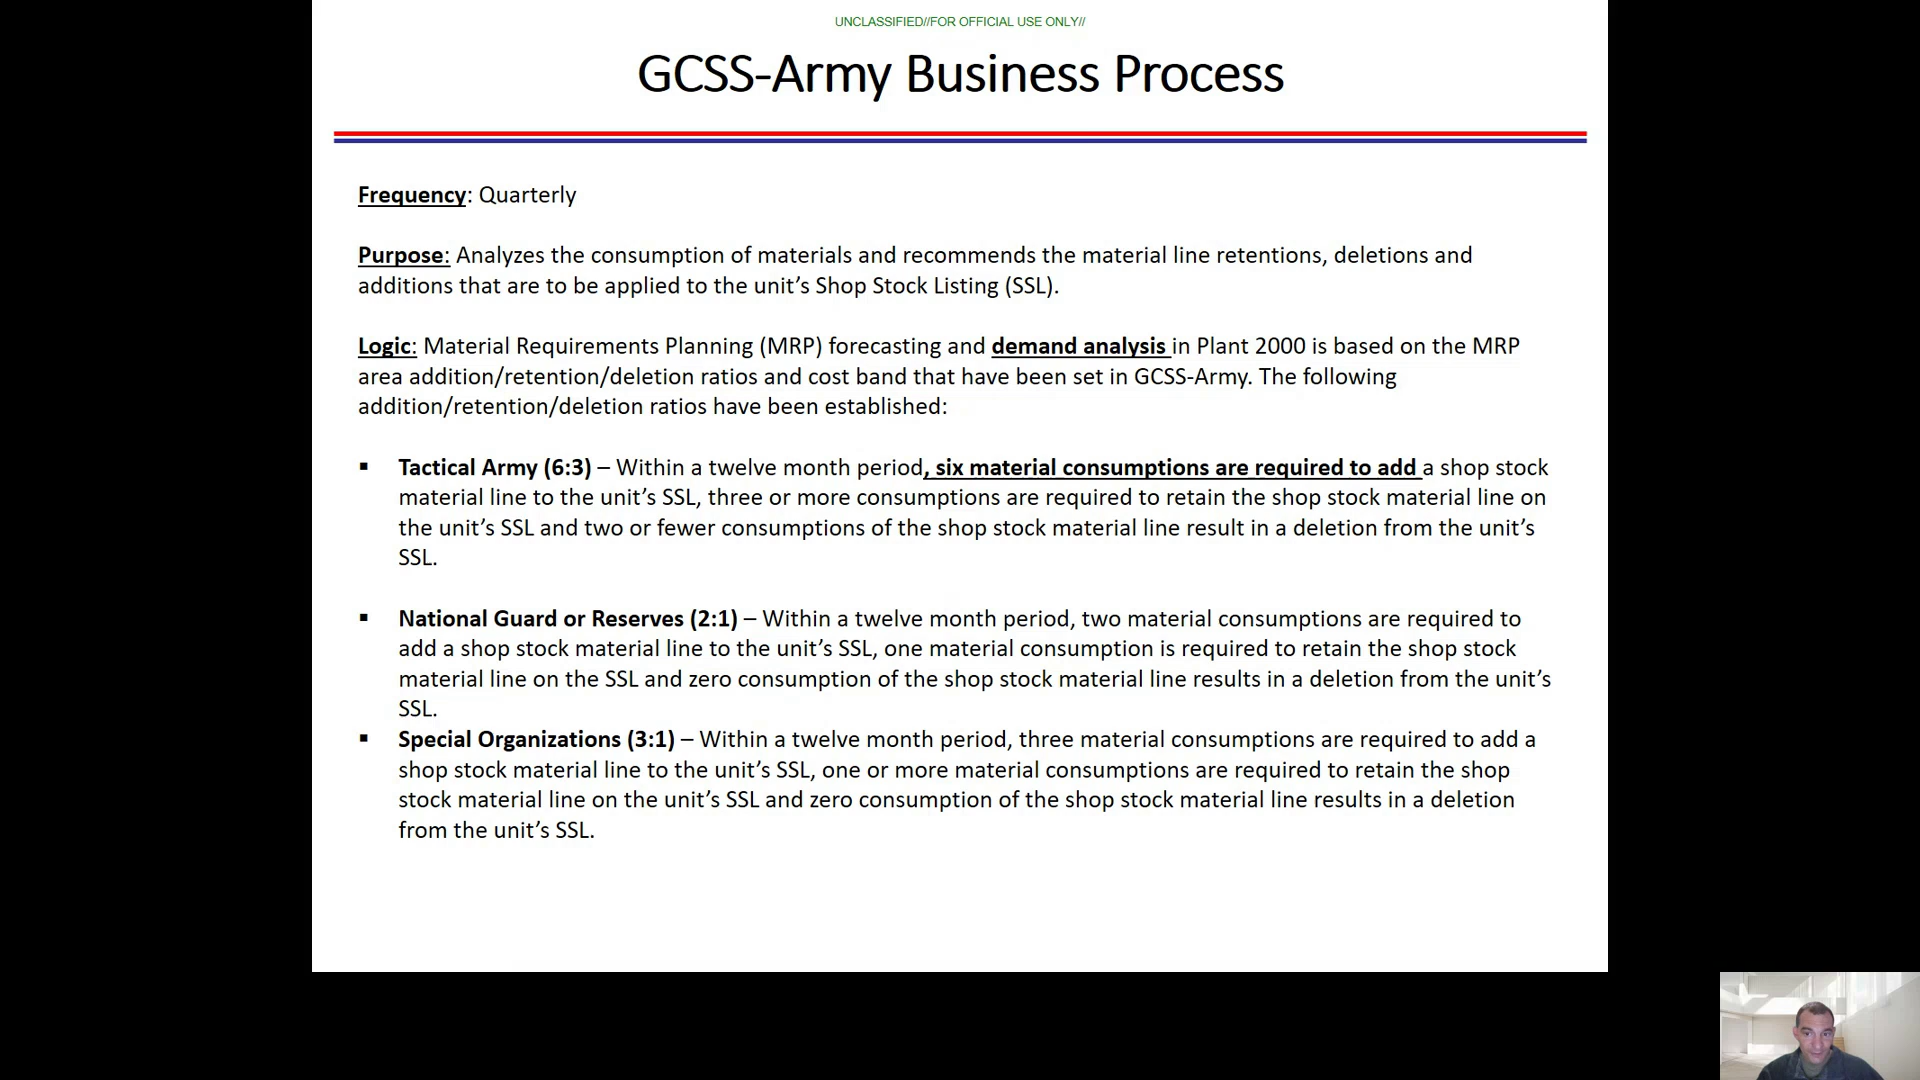 UNCLASSIFIED//FOR OFFICIAL USE ONLY//
GCSS-Army Business Process
Frequency: Quarterly
Purpose: Analyzes the consumption of materials and recommends the material line retentions, deletions and
additions that are to be applied to the unit’s Shop Stock Listing (SSL).
Logic: Material Requirements Planning (MRP) forecasting and demand analysis in Plant 2000 is based on the MRP
area addition/retention/deletion ratios and cost band that have been set in GCSS-Army. The following
addition/retention/deletion ratios have been established:
▪ Tactical Army (6:3) – Within a twelve month period, six material consumptions are required to add a shop stock
material line to the unit’s SSL, three or more consumptions are required to retain the shop stock material line on
the unit’s SSL and two or fewer consumptions of the shop stock material line result in a deletion from the unit’s
SSL.
▪ National Guard or Reserves (2:1) – Within a twelve month period, two material consumptions are required to
add a shop stock material line to the unit’s SSL, one material consumption is required to retain the shop stock
material line on the SSL and zero consumption of the shop stock material line results in a deletion from the unit’s
SSL.
▪ Special Organizations (3:1) – Within a twelve month period, three material consumptions are required to add a
shop stock material line to the unit’s SSL, one or more material consumptions are required to retain the shop
stock material line on the unit’s SSL and zero consumption of the shop stock material line results in a deletion
from the unit’s SSL.